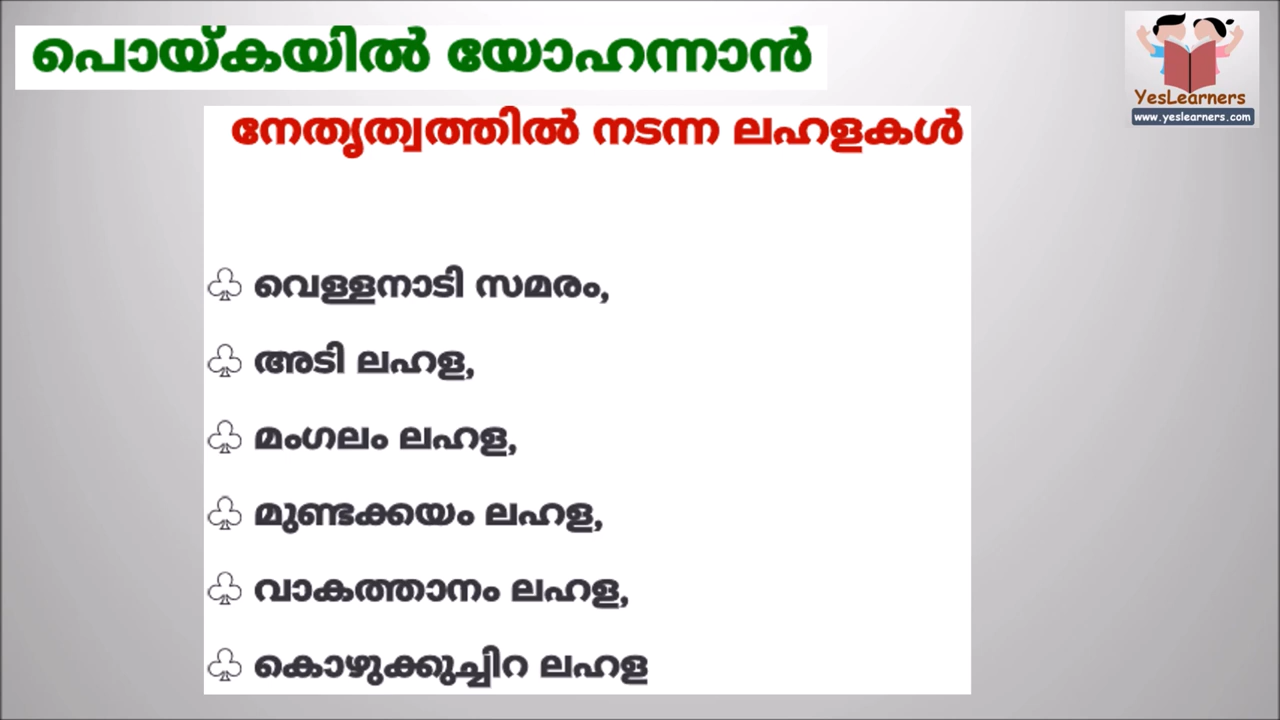 പൊയ്കയിൽ യോഹന്നാൻ
YesLearners
www.yeslearners.com
നേതൃത്വത്തിൽ നടന്ന ലഹളകൾ
♧ വെള്ളനാടി സമരം,
♧ അടി ലഹള,
♧ മംഗലം ലഹള,
♧ മുണ്ടക്കയം ലഹള,
♧ വാകത്താനം ലഹള,
♧ കൊഴുക്കുച്ചിറ ലഹള